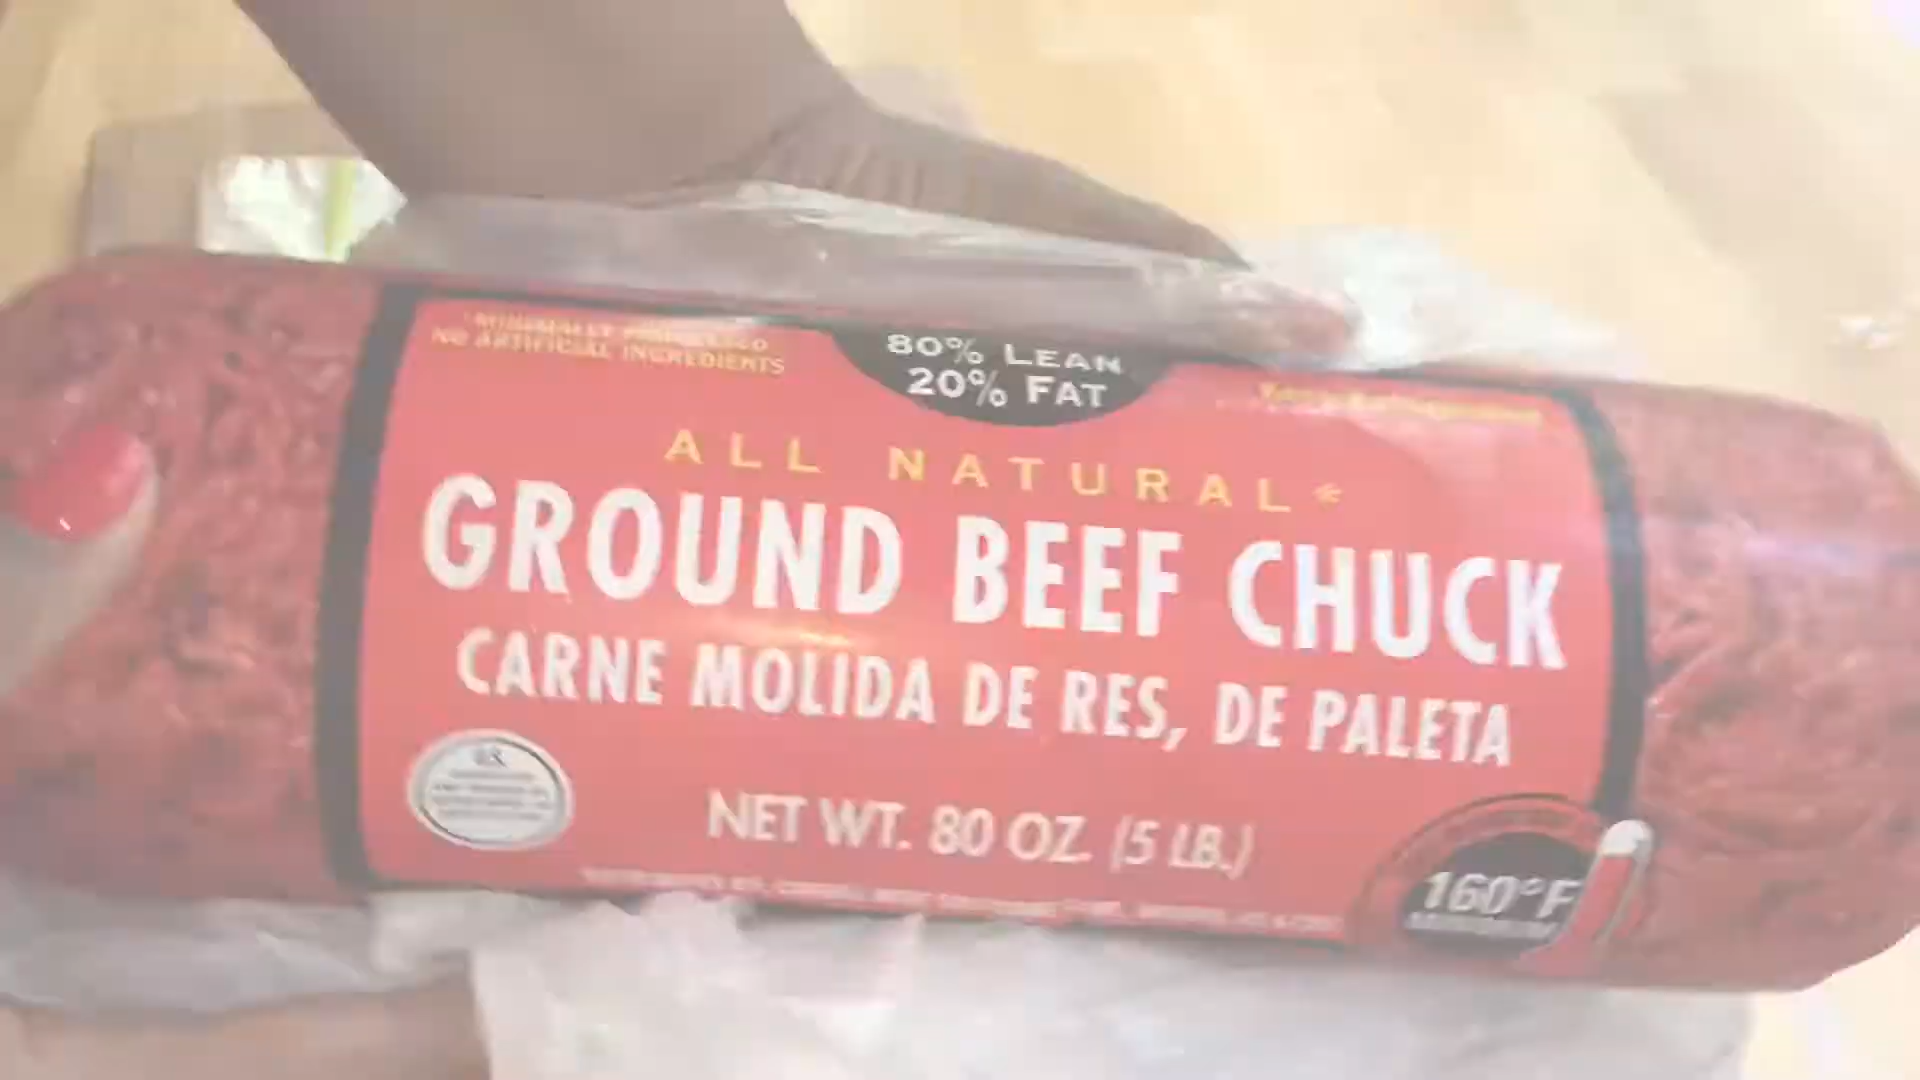 NO ARTIFICIAL INGREDIENTS
80% LEAN
20% FAT
ALL NATURAL*
GROUND BEEF CHUCK
CARNE MOLIDA DE RES, DE PALETA
NET WT. 80 OZ. (5 LB.)
160°F